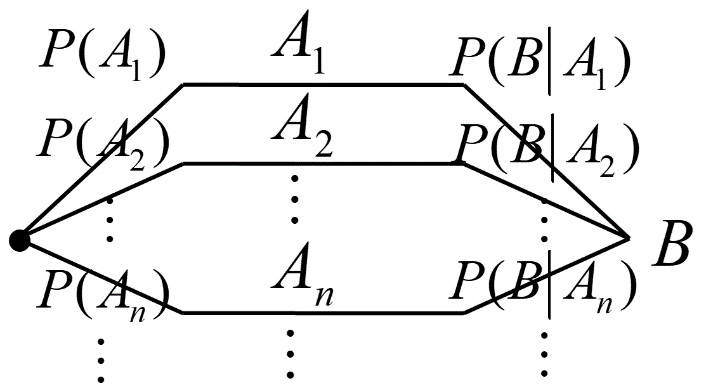 P(A₁) A₁ P(B|A₁)
P(A₂) A₂ P(B|A₂)
⋮ ⋮ ⋮
B
P(Aₙ) Aₙ P(B|Aₙ)
⋮ ⋮ ⋮